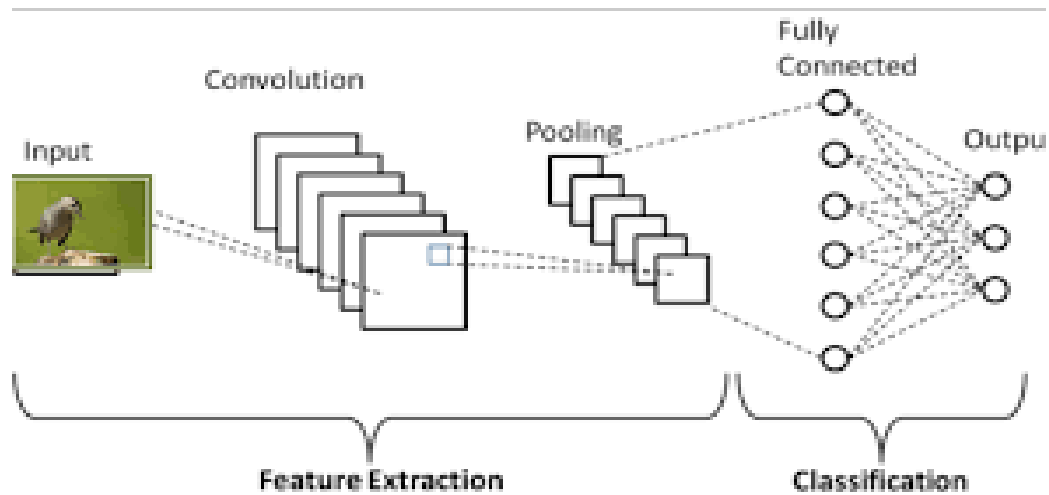 Fully
Connected
Convolution
Pooling
Input
Outpu
Feature Extraction
Classification